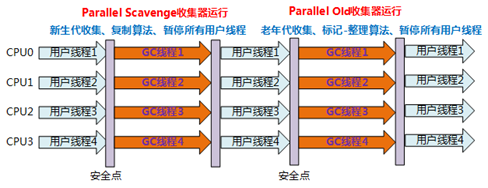 Parallel Scavenge收集器运行 Parallel Old收集器运行
新生代收集、复制算法、暂停所有用户线程 老年代收集、标记-整理算法、暂停所有用户线程
CPU0 用户线程1 GC线程1 用户线程1 GC线程1 用户线程1
CPU1 用户线程2 GC线程2 用户线程2 GC线程2 用户线程2
CPU2 用户线程3 GC线程3 用户线程3 GC线程3 用户线程3
CPU3 用户线程4 GC线程4 用户线程4 GC线程4 用户线程4
安全点 安全点